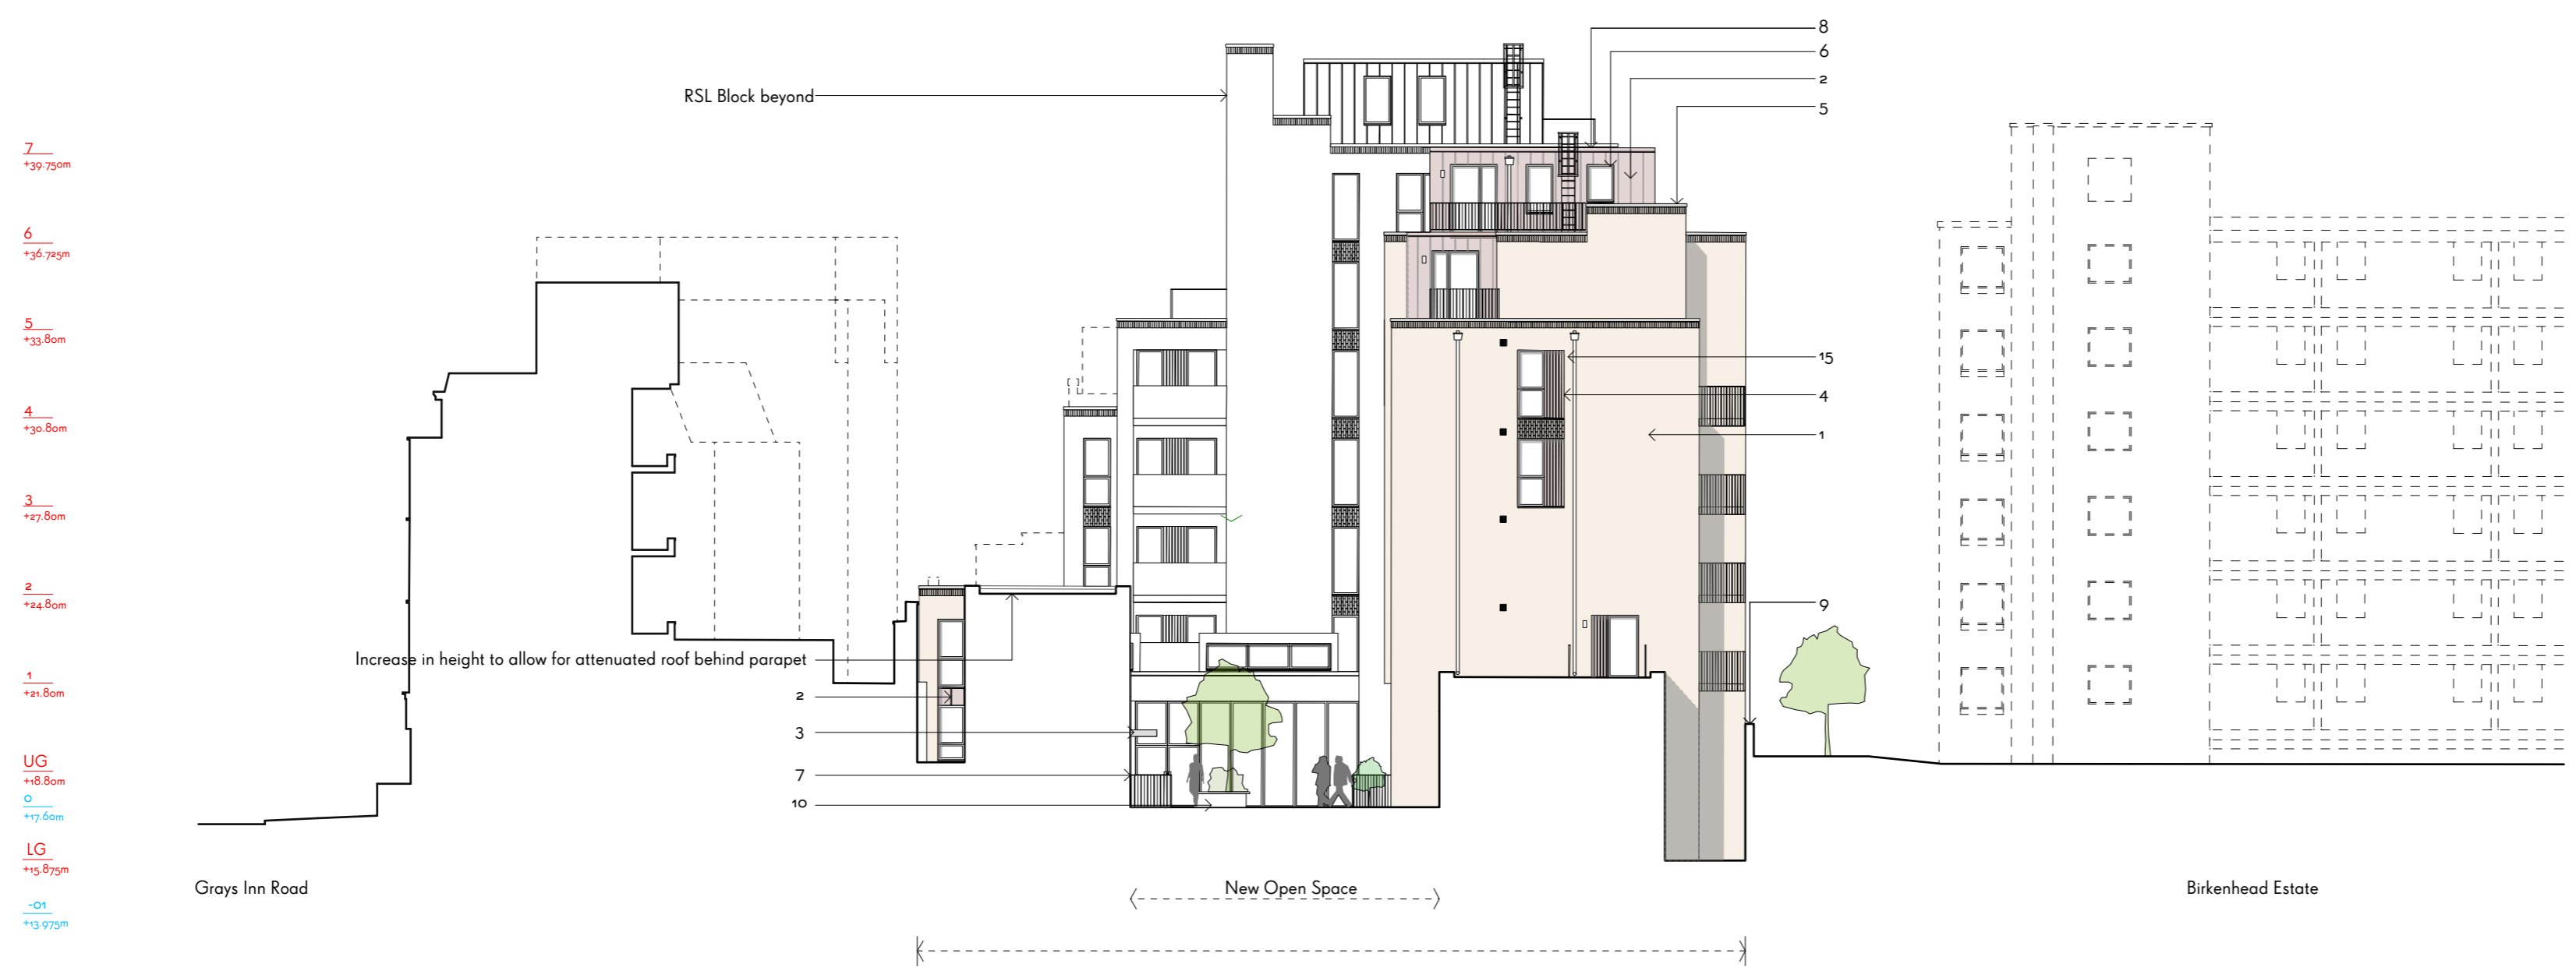 8
6
2
5
RSL Block beyond
7
+39.750m
6
+36.725m
5
+33.80m
15
4
1
4
+30.80m
3
+27.80m
2
+24.80m
9
Increase in height to allow for attenuated roof behind parapet
1
+21.80m
2
3
7
10
UG
+18.80m
0
+17.60m
LG
+15.875m
-01
+13.975m
Grays Inn Road
New Open Space
Birkenhead Estate